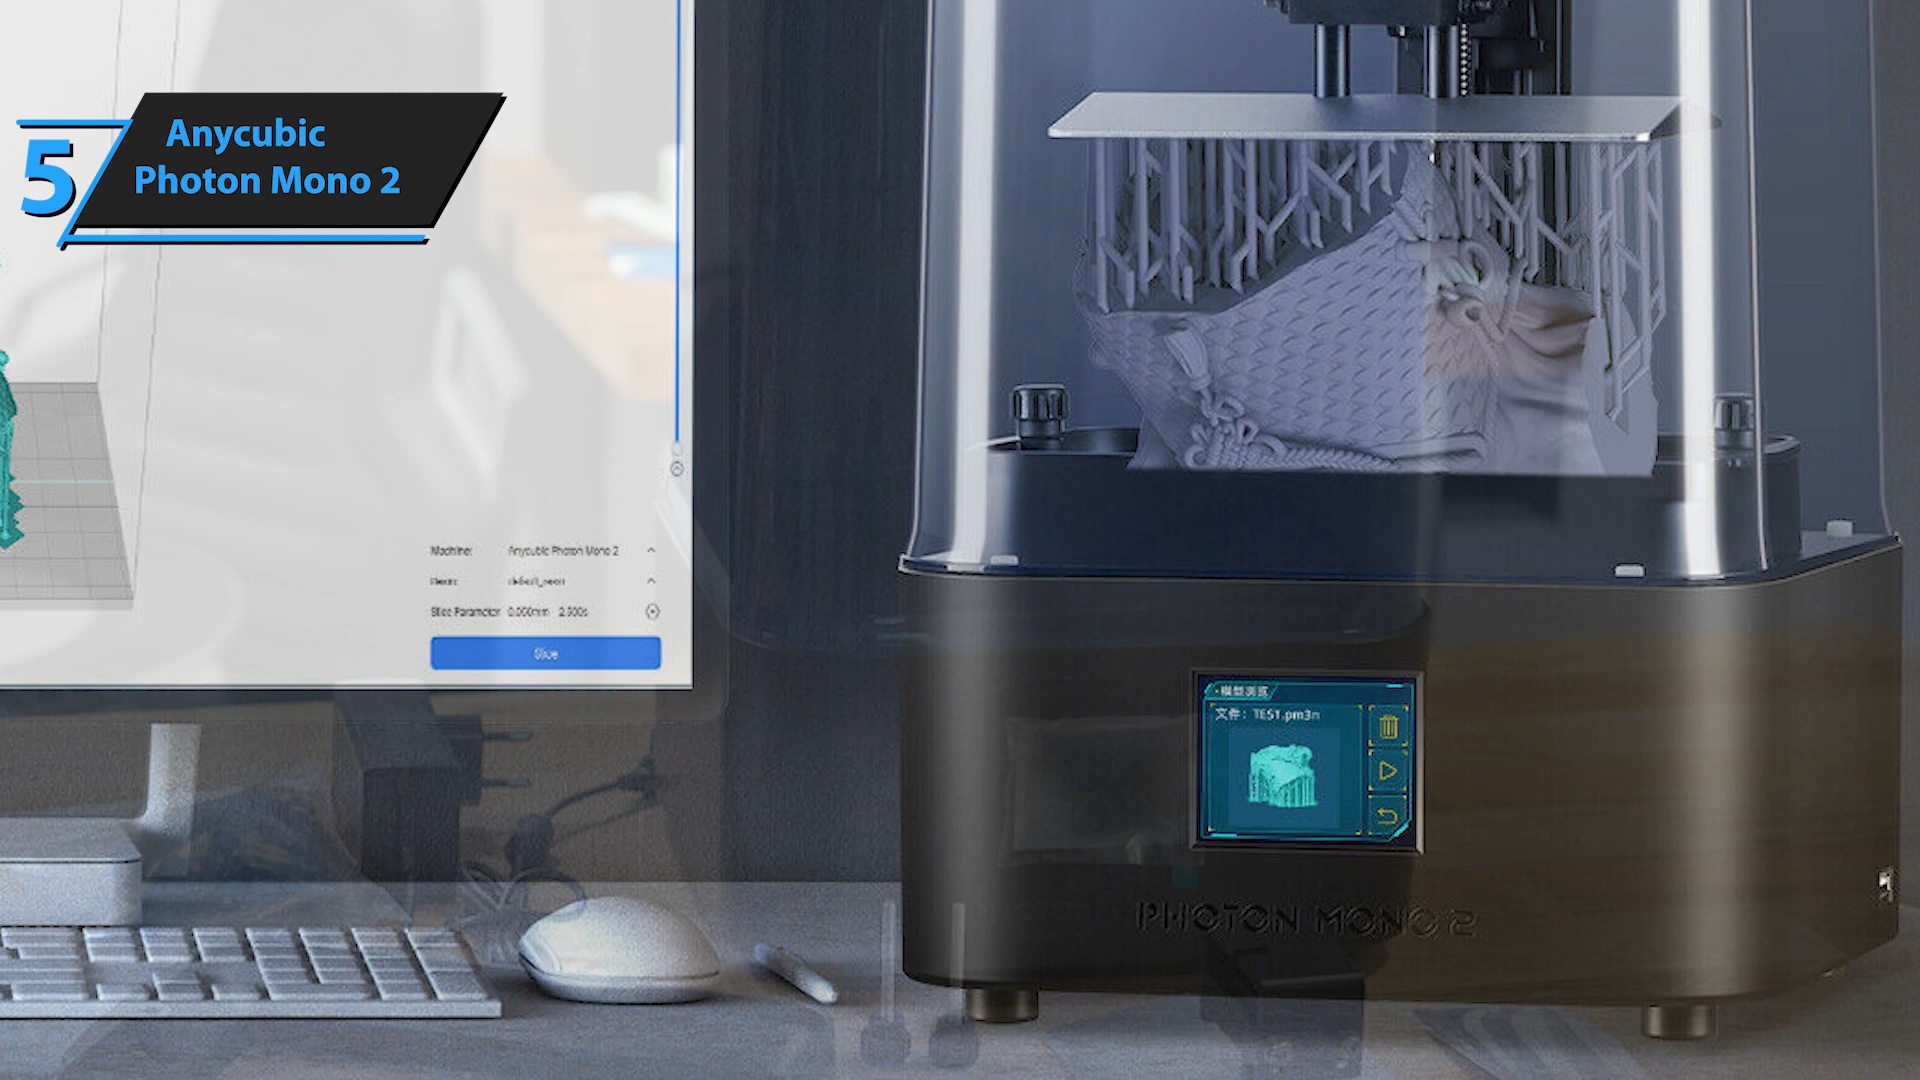 5
Anycubic
Photon Mono 2
Machine: Anycubic Photon Mono 2
Slice Parameter
Slice
文件：TEST.pm3n
PHOTON MONO 2